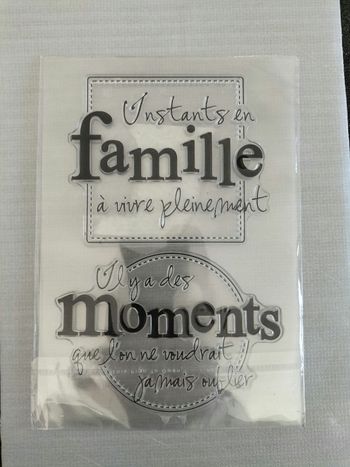 Instants en
famille
à vivre pleinement
Il y a des
moments
que l'on ne voudrait
jamais oublier